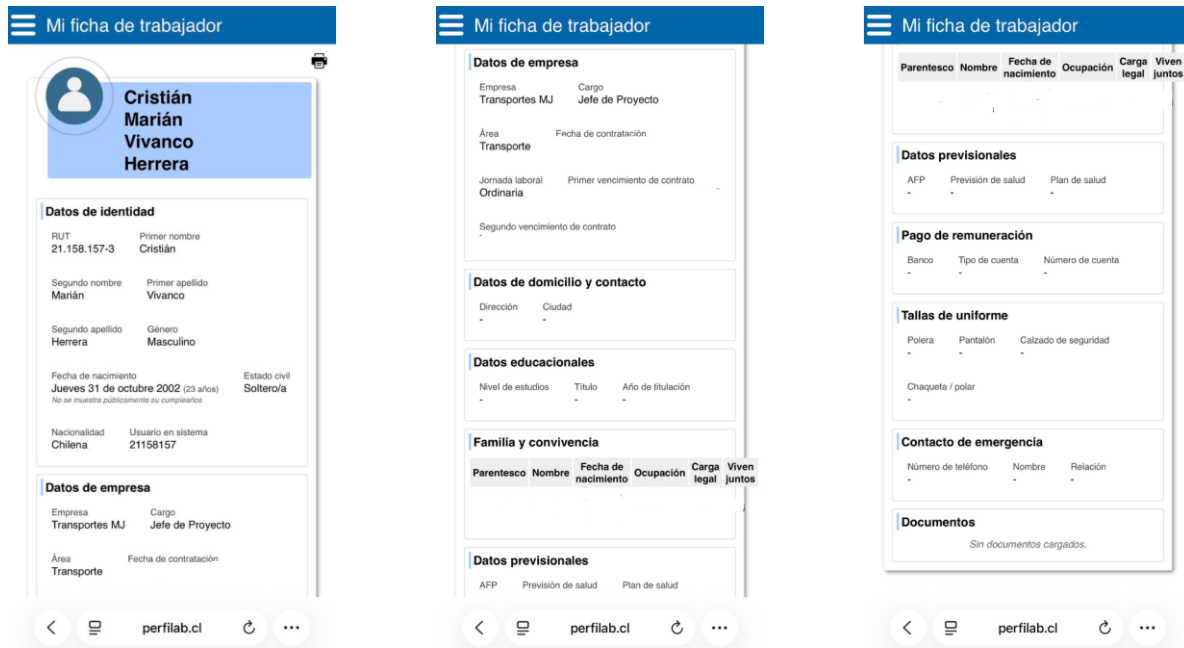 Mi ficha de trabajador
Cristián
Marián
Vivanco
Herrera
Datos de identidad
RUT Primer nombre
21.158.157-3 Cristián
Segundo nombre Primer apellido
Marián Vivanco
Segundo apellido Género
Herrera Masculino
Fecha de nacimiento Estado civil
Jueves 31 de octubre 2002 (23 años) Soltero/a
No se muestra públicamente su cumpleaños
Nacionalidad Usuario en sistema
Chilena 21158157
Datos de empresa
Empresa Cargo
Transportes MJ Jefe de Proyecto
Área Fecha de contratación
Transporte
perfilab.cl
Mi ficha de trabajador
Datos de empresa
Empresa Cargo
Transportes MJ Jefe de Proyecto
Área Fecha de contratación
Transporte
Jornada laboral Primer vencimiento de contrato
Ordinaria
Segundo vencimiento de contrato
-
Datos de domicilio y contacto
Dirección Ciudad
- -
Datos educacionales
Nivel de estudios Título Año de titulación
- - -
Familia y convivencia
Parentesco Nombre Fecha de nacimiento Ocupación Carga legal Viven juntos
Datos previsionales
AFP Previsión de salud Plan de salud
perfilab.cl
Mi ficha de trabajador
Parentesco Nombre Fecha de nacimiento Ocupación Carga legal Viven juntos
Datos previsionales
AFP Previsión de salud Plan de salud
- - -
Pago de remuneración
Banco Tipo de cuenta Número de cuenta
- - -
Tallas de uniforme
Polera Pantalón Calzado de seguridad
- - -
Chaqueta / polar
-
Contacto de emergencia
Número de teléfono Nombre Relación
- - -
Documentos
Sin documentos cargados.
perfilab.cl